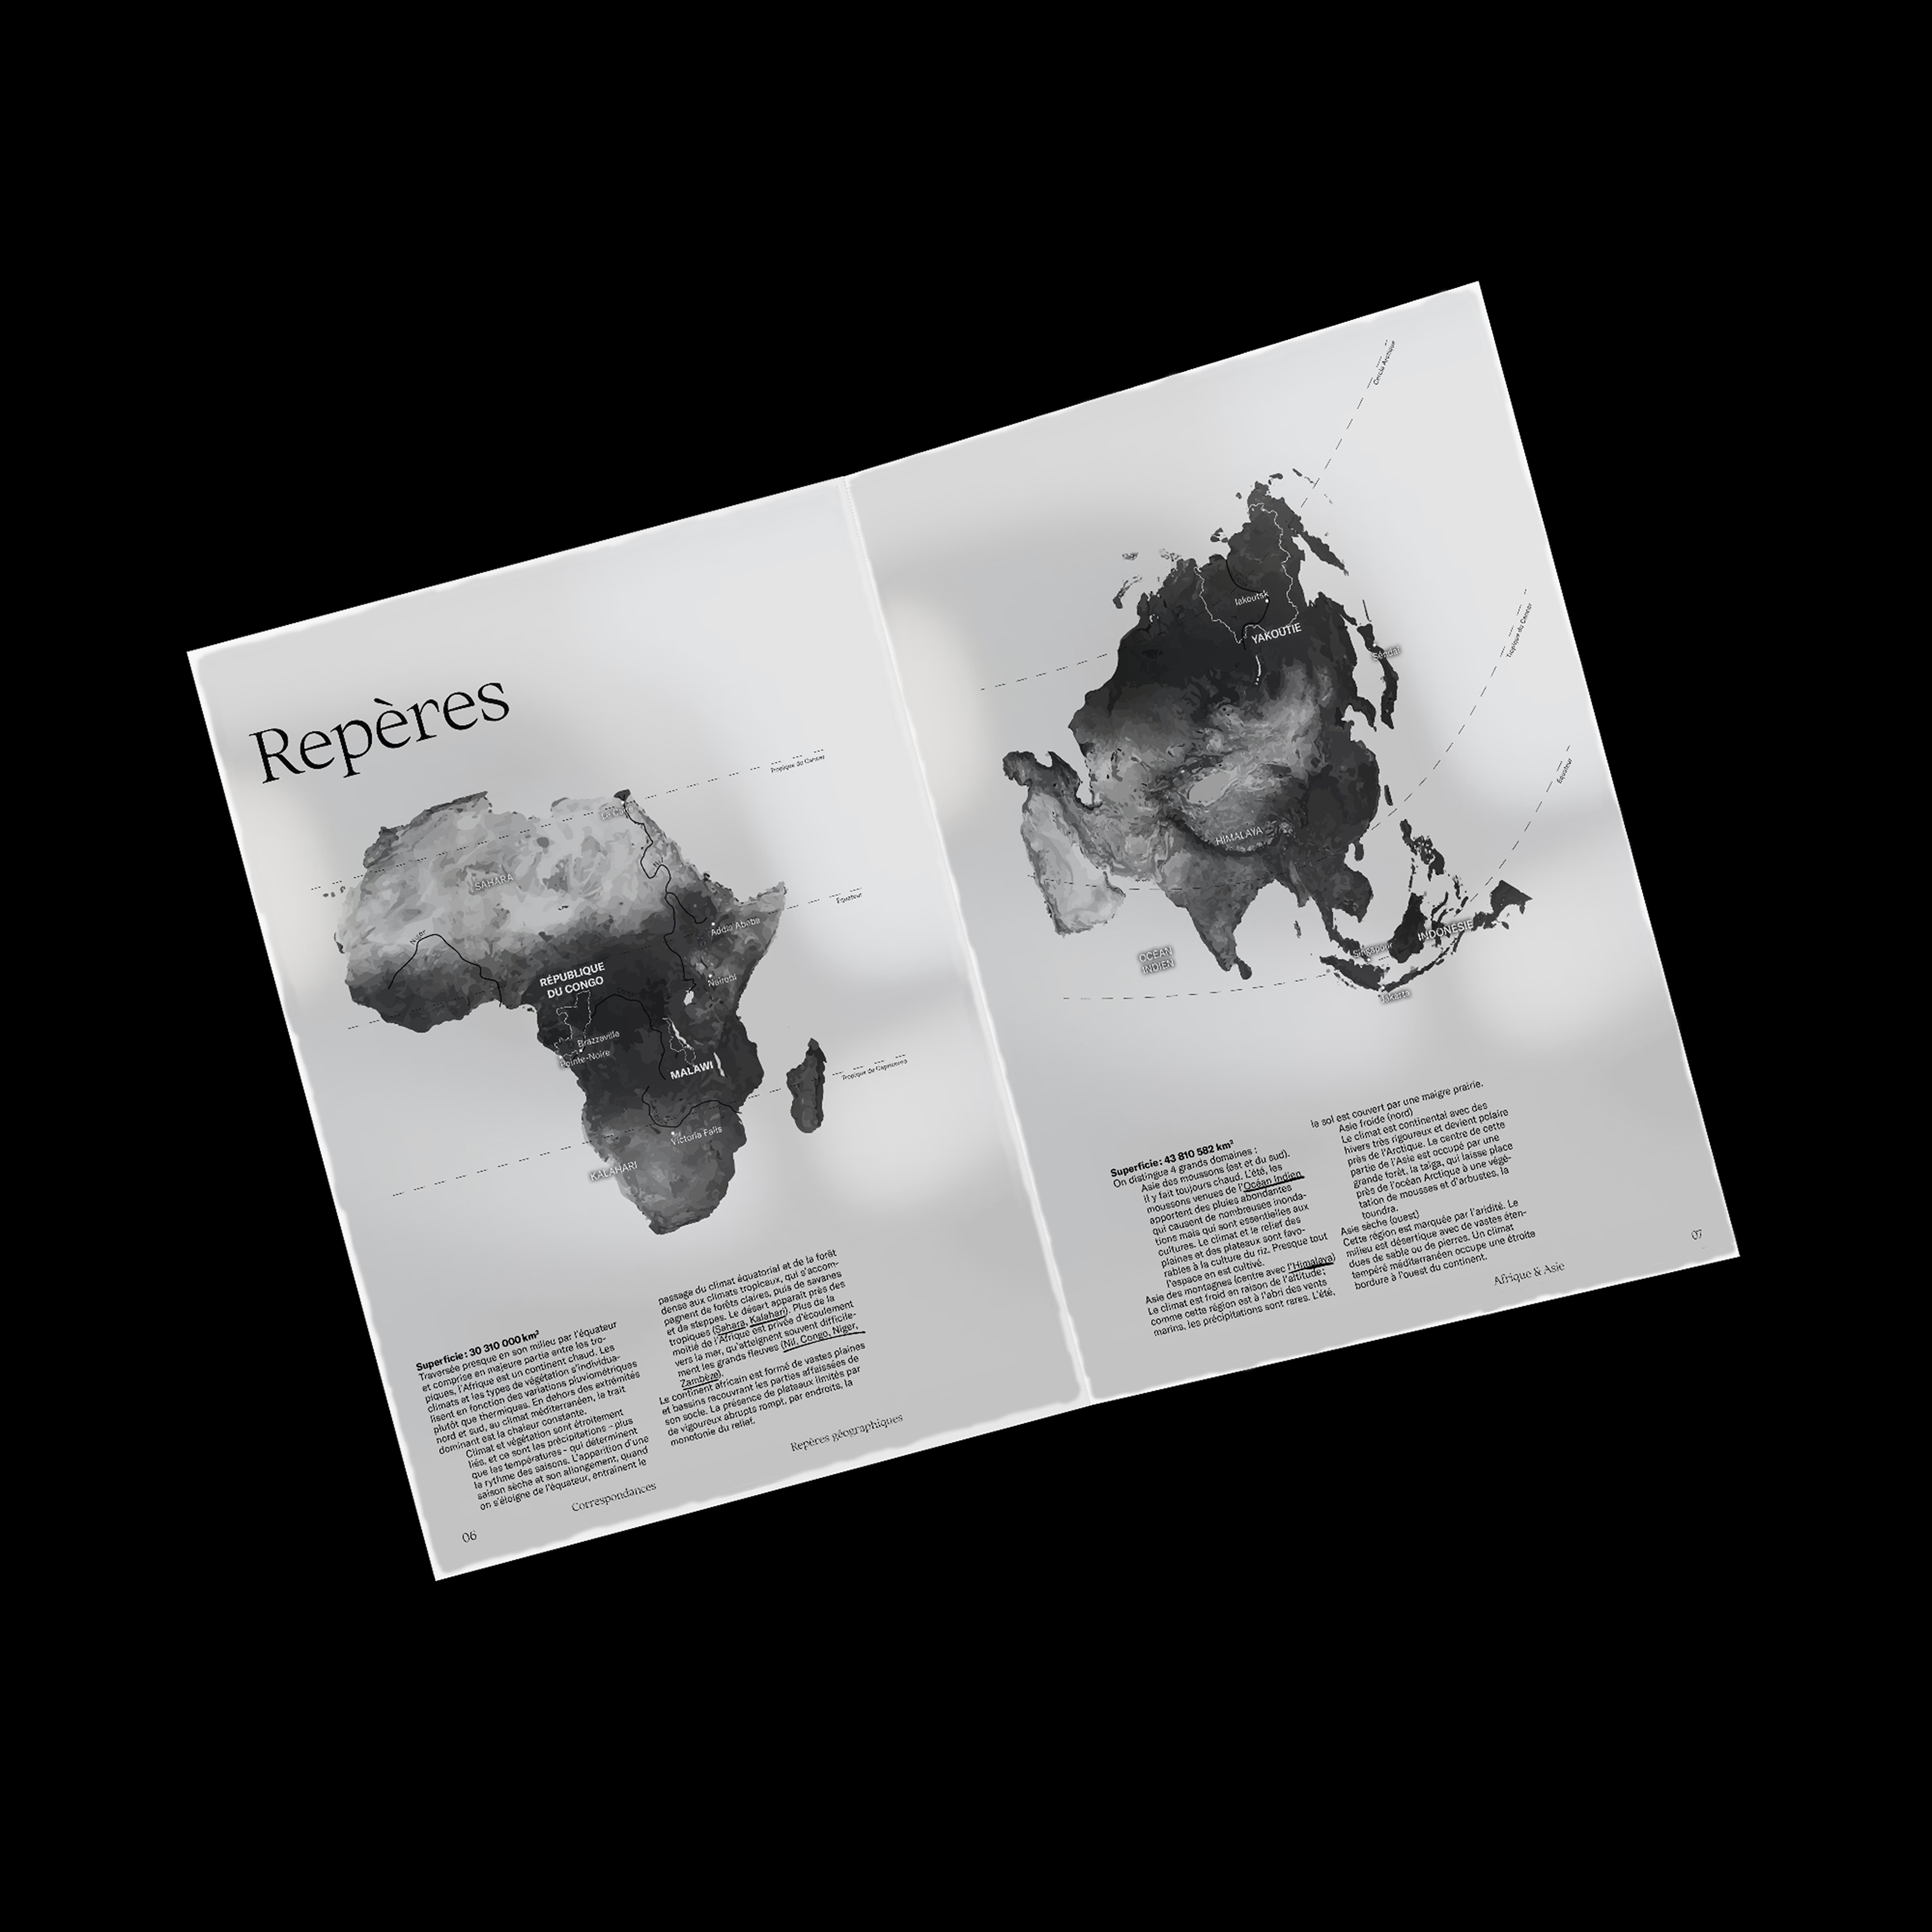 Repères
Tropique du Cancer
SAHARA
Niger
Addis Abeba
Equateur
Nairobi
RÉPUBLIQUE
DU CONGO
Brazzaville
Pointe-Noire
MALAWI
Tropique du Capricorne
Victoria Falls
KALAHARI
Superficie : 30 310 000 km²
Traversée presque en son milieu par l'équateur
et comprise en majeure partie entre les tro-
piques, l'Afrique est un continent chaud. Les
climats et les types de végétation s'individua-
lisent en fonction des variations pluviométriques
plutôt que thermiques. En dehors des extrémités
nord et sud, au climat méditerranéen, le trait
dominant est la chaleur constante.
Climat et végétation sont étroitement
liés, et ce sont les précipitations – plus
que les températures – qui déterminent
le rythme des saisons. L'apparition d'une
saison sèche et son allongement, quand
on s'éloigne de l'équateur, entraînent le
passage du climat équatorial et de la forêt
dense aux climats tropicaux, qui s'accom-
pagnent de forêts claires, puis de savanes
et de steppes. Le désert apparaît près des
tropiques (Sahara, Kalahari). Plus de la
moitié de l'Afrique est privée d'écoulement
vers la mer, qu'atteignent souvent difficile-
ment les grands fleuves (Nil, Congo, Niger,
Zambèze).
Le continent africain est formé de vastes plaines
et bassins recouvrant les parties affaissées de
son socle. La présence de plateaux limités par
de vigoureux abrupts rompt, par endroits, la
monotonie du relief.
06
Correspondances
Repères géographiques
Cercle Arctique
Iakoutsk
YAKOUTIE
Sendaï
Tropique du Cancer
Equateur
HIMALAYA
OCEAN
INDIEN
INDONESIE
Singapour
Jakarta
Superficie : 43 810 582 km²
On distingue 4 grands domaines :
Asie des moussons (est et du sud).
Il y fait toujours chaud. L'été, les
moussons venues de l'Océan Indien
apportent des pluies abondantes
qui causent de nombreuses inonda-
tions mais qui sont essentielles aux
cultures. Le climat et le relief des
plaines et des plateaux sont favo-
rables à la culture du riz. Presque tout
l'espace en est cultivé.
Asie des montagnes (centre avec l'Himalaya)
Le climat est froid en raison de l'altitude ;
comme cette région est à l'abri des vents
marins, les précipitations sont rares. L'été,
le sol est couvert par une maigre prairie.
Asie froide (nord)
Le climat est continental avec des
hivers très rigoureux et devient polaire
près de l'Arctique. Le centre de cette
partie de l'Asie est occupé par une
grande forêt, la taïga, qui laisse place
près de l'océan Arctique à une végé-
tation de mousses et d'arbustes, la
toundra.
Asie sèche (ouest)
Cette région est marquée par l'aridité. Le
milieu est désertique avec de vastes éten-
dues de sable ou de pierres. Un climat
tempéré méditerranéen occupe une étroite
bordure à l'ouest du continent.
Afrique & Asie
07